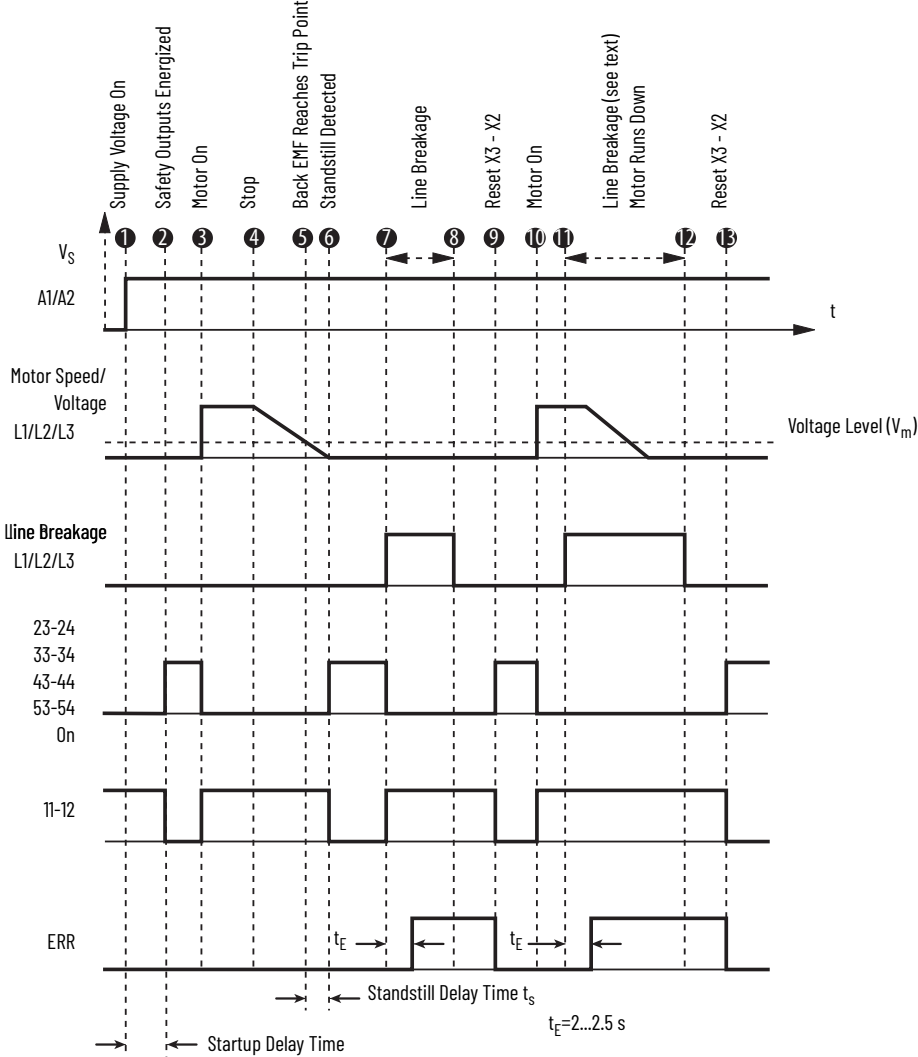 Supply Voltage On
Safety Outputs Energized
Motor On
Stop
Back EMF Reaches Trip Point
Standstill Detected
Line Breakage
Reset X3 - X2
Motor On
Line Breakage (see text)
Motor Runs Down
Reset X3 - X2
1 2 3 4 5 6 7 8 9 10 11 12 13
VS
A1/A2
t
Motor Speed/
Voltage
L1/L2/L3
Voltage Level (Vm)
Line Breakage
L1/L2/L3
23-24
33-34
43-44
53-54
On
11-12
ERR
tE
tE
Standstill Delay Time ts
tE=2...2.5 s
Startup Delay Time